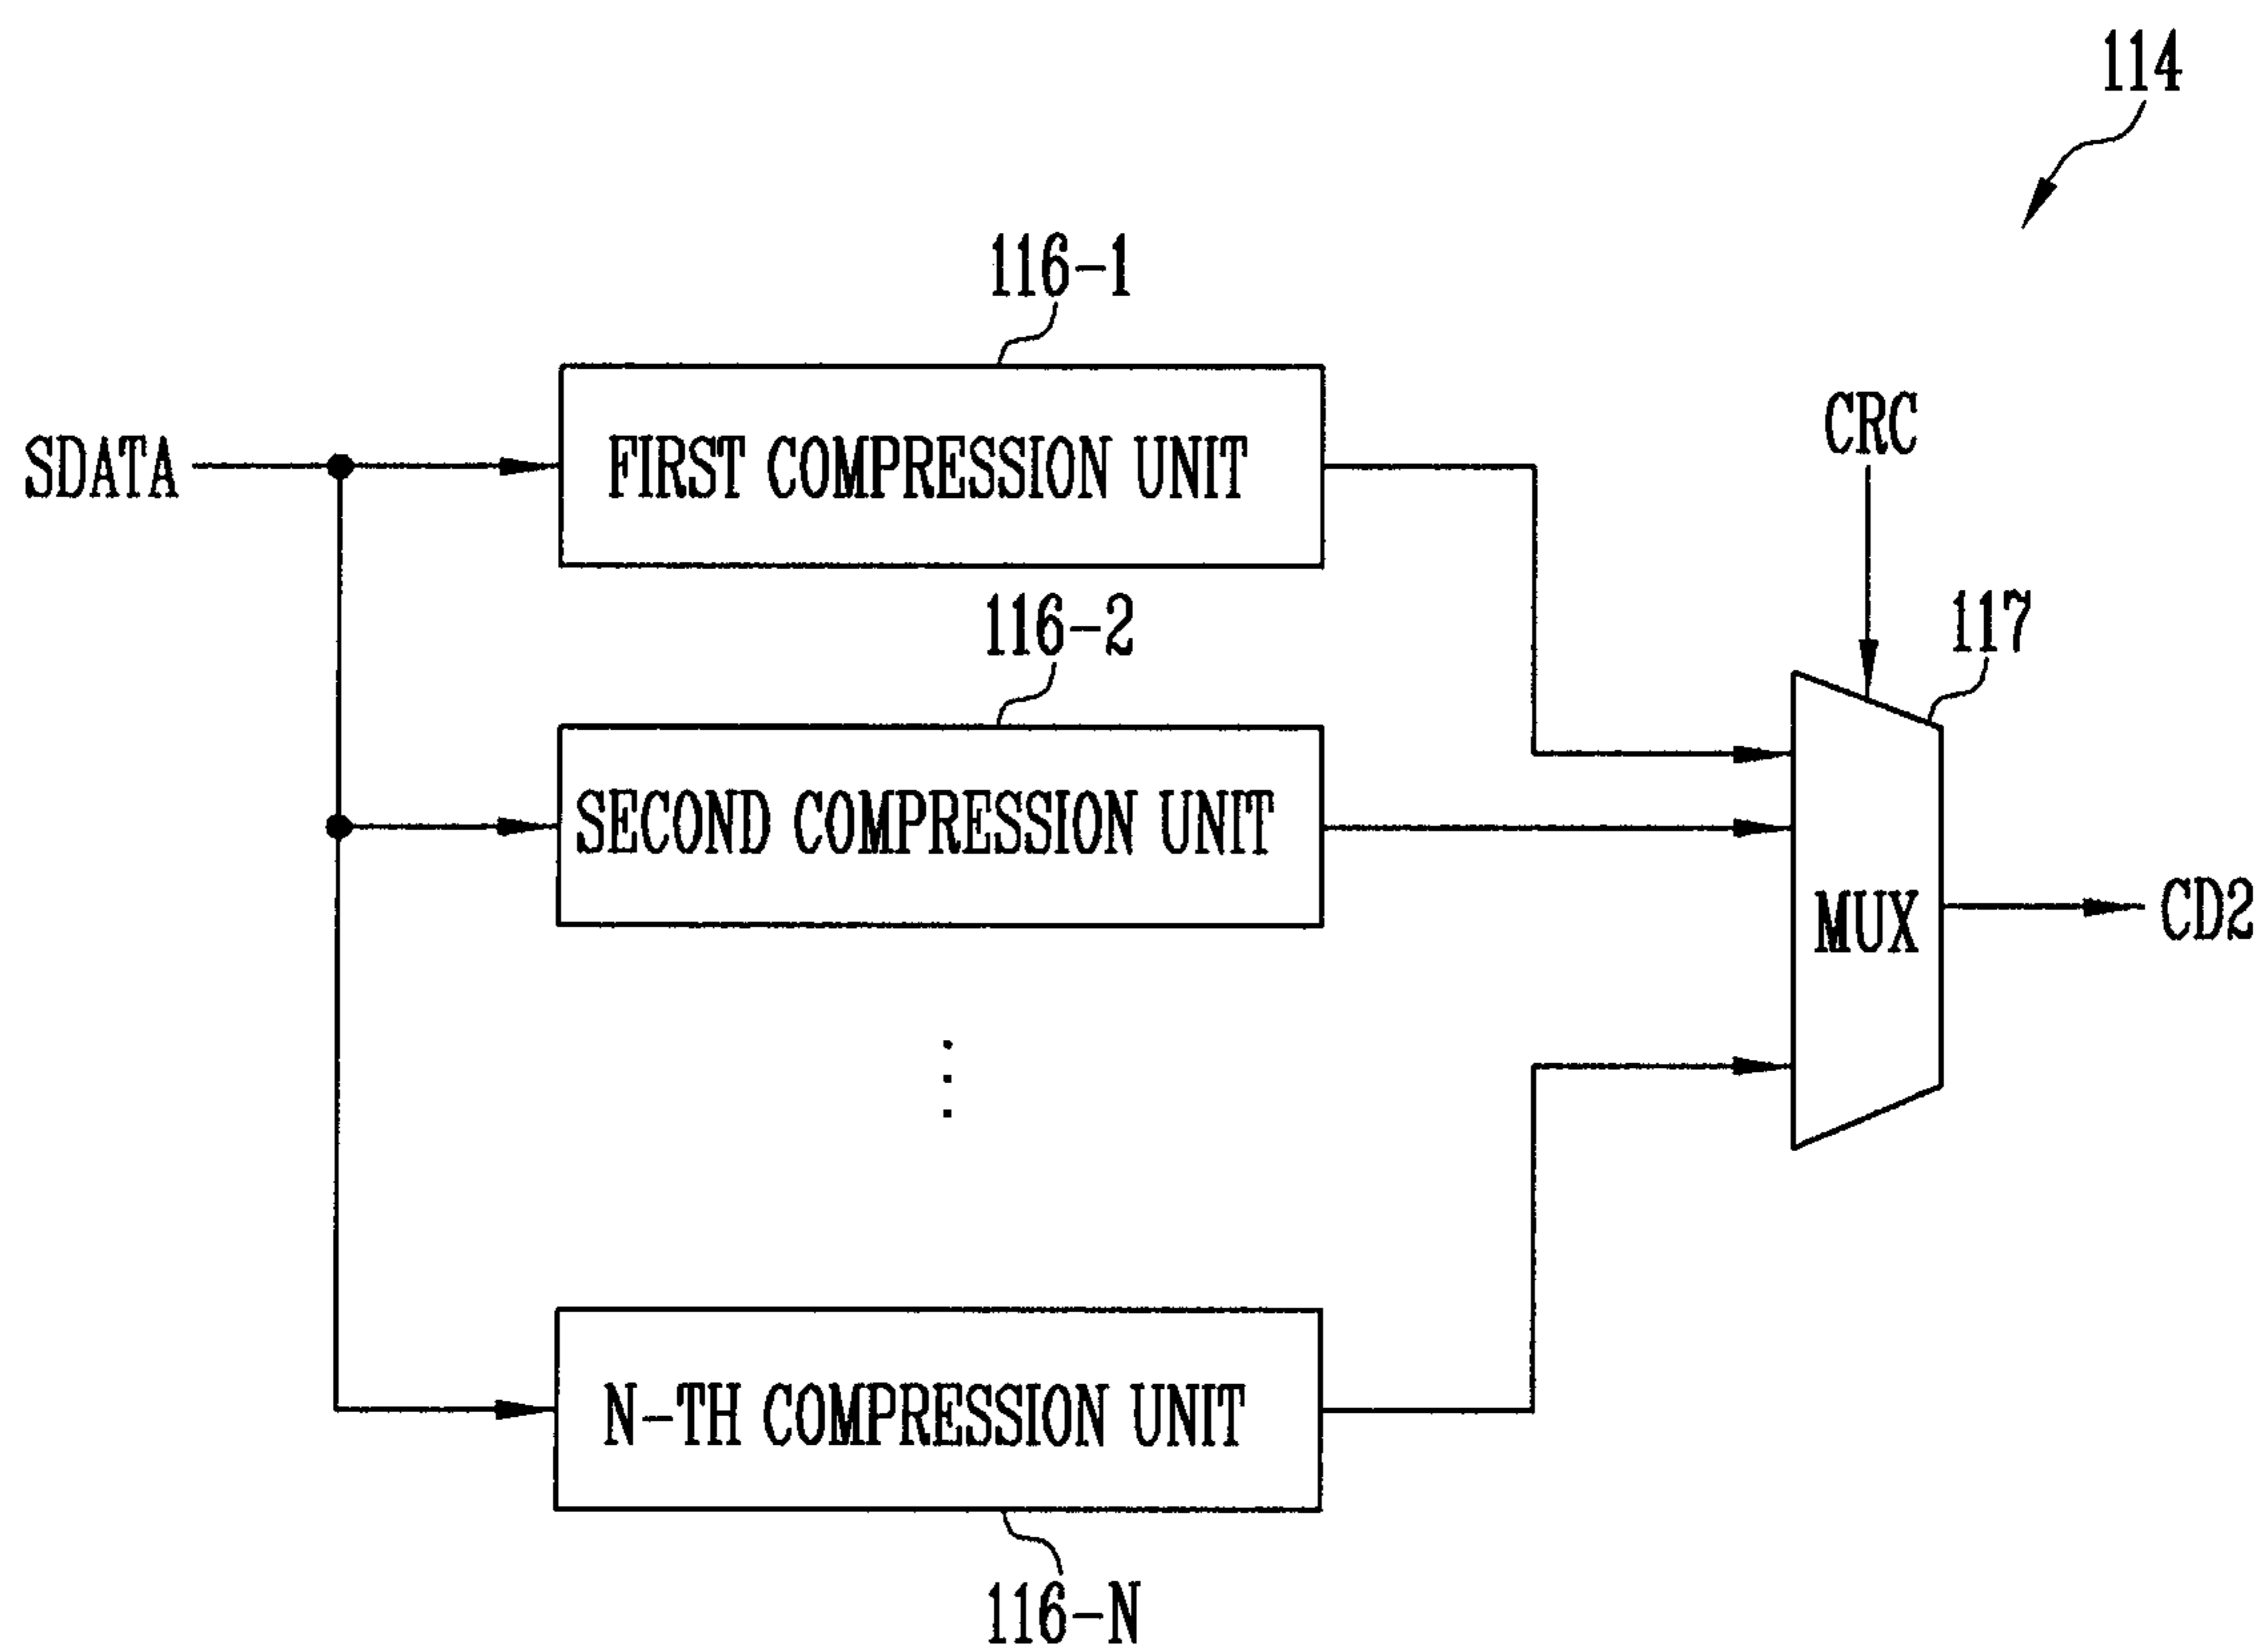 114
116-1
FIRST COMPRESSION UNIT
SDATA
CRC
116-2
117
SECOND COMPRESSION UNIT
MUX
CD2
N-TH COMPRESSION UNIT
116-N